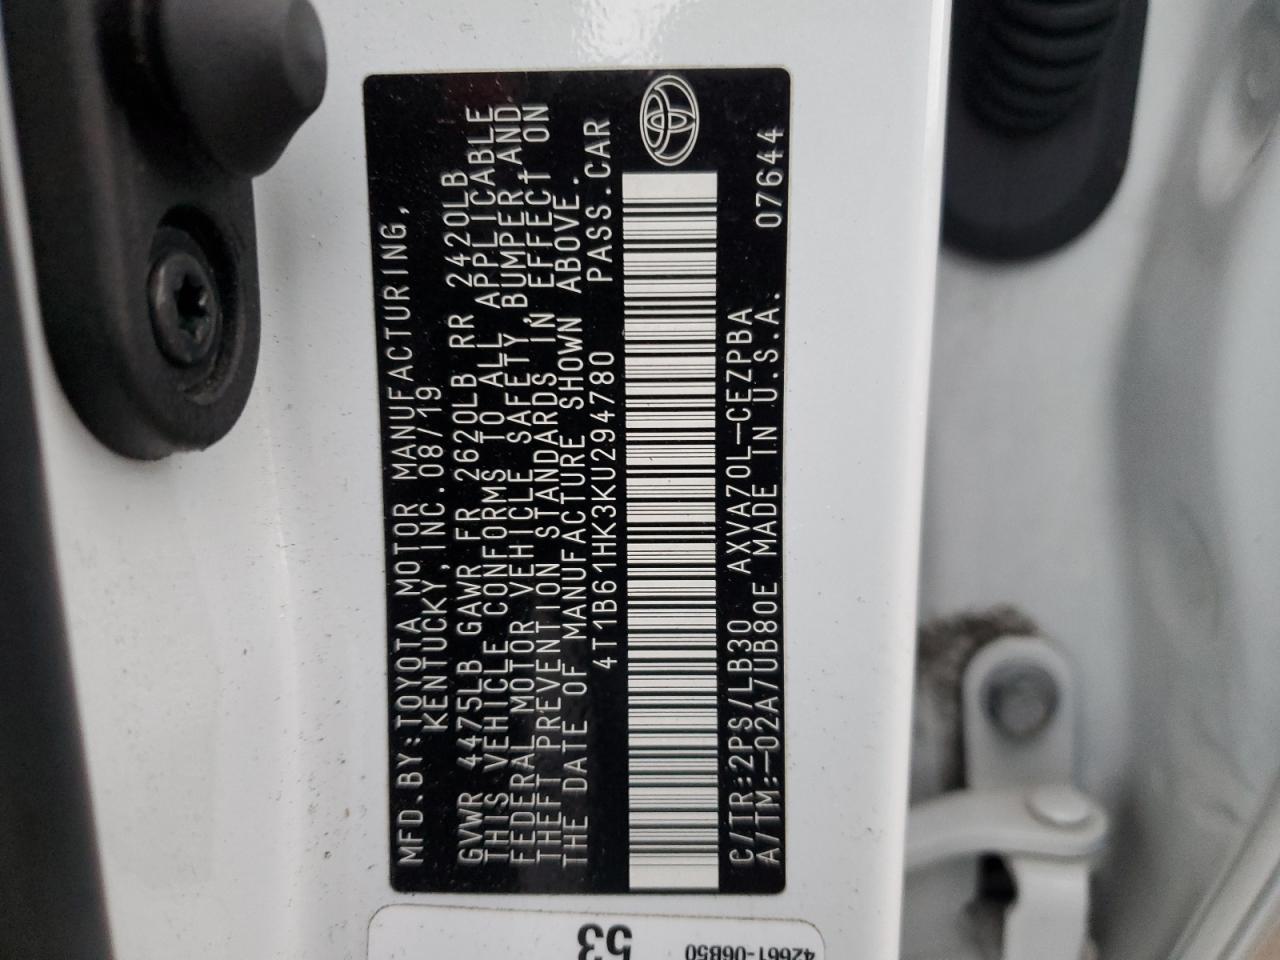 MFD.BY:TOYOTA MOTOR MANUFACTURING,
KENTUCKY,INC.08/19
GVWR 4475LB GAWR FR 2620LB RR 2420LB
THIS VEHICLE CONFORMS TO ALL APPLICABLE
FEDERAL MOTOR VEHICLE SAFETY,BUMPER,AND
THEFT PREVENTION STANDARDS IN EFFECT ON
THE DATE OF MANUFACTURE SHOWN ABOVE.
4T1B61HK3KU294780 PASS.CAR
C/TR:2PS/LB30 AXVA70L-CEZPBA 07644
A/TM:-02A/UB80E MADE IN U.S.A.
53
42661-06B50